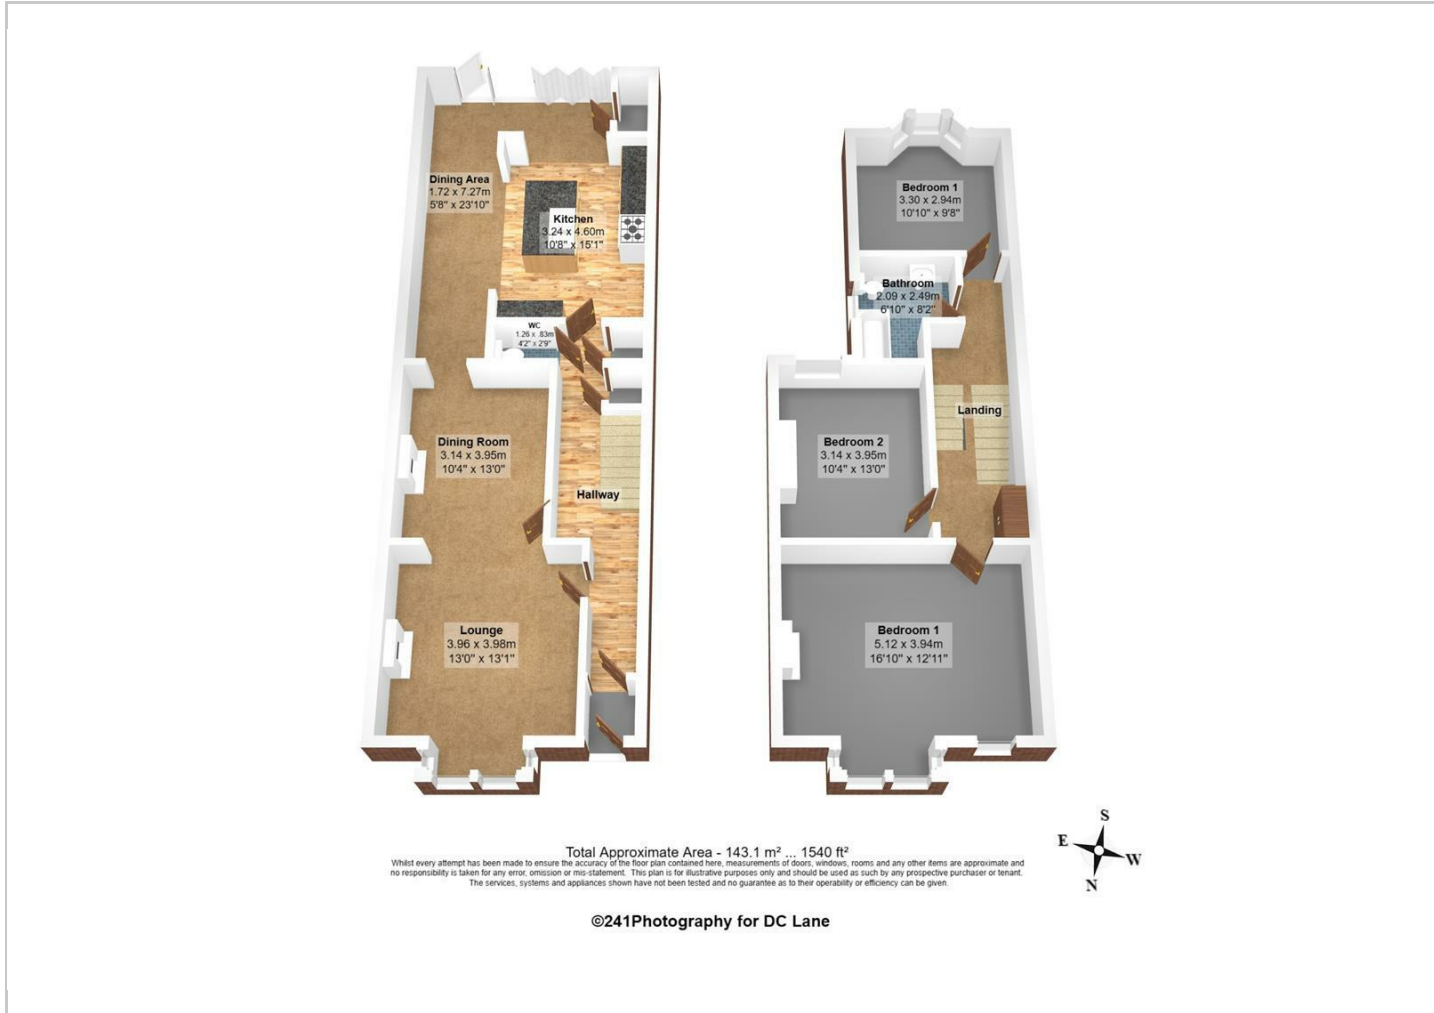 Dining Area
1.72 x 7.27m
5'8" x 23'10"
Kitchen
3.24 x 4.60m
10'8" x 15'1"
WC
1.26 x .83m
4'2" x 2'9"
Dining Room
3.14 x 3.95m
10'4" x 13'0"
Hallway
Lounge
3.96 x 3.98m
13'0" x 13'1"
Bedroom 1
3.30 x 2.94m
10'10" x 9'8"
Bathroom
2.09 x 2.49m
6'10" x 8'2"
Landing
Bedroom 2
3.14 x 3.95m
10'4" x 13'0"
Bedroom 1
5.12 x 3.94m
16'10" x 12'11"
S
E
W
N
Total Approximate Area - 143.1 m² ... 1540 ft²
Whilst every attempt has been made to ensure the accuracy of the floor plan contained here, measurements of doors, windows, rooms and any other items are approximate and
no responsibility is taken for any error, omission or mis-statement. This plan is for illustrative purposes only and should be used as such by any prospective purchaser or tenant.
The services, systems and appliances shown have not been tested and no guarantee as to their operability or efficiency can be given.
©241Photography for DC Lane